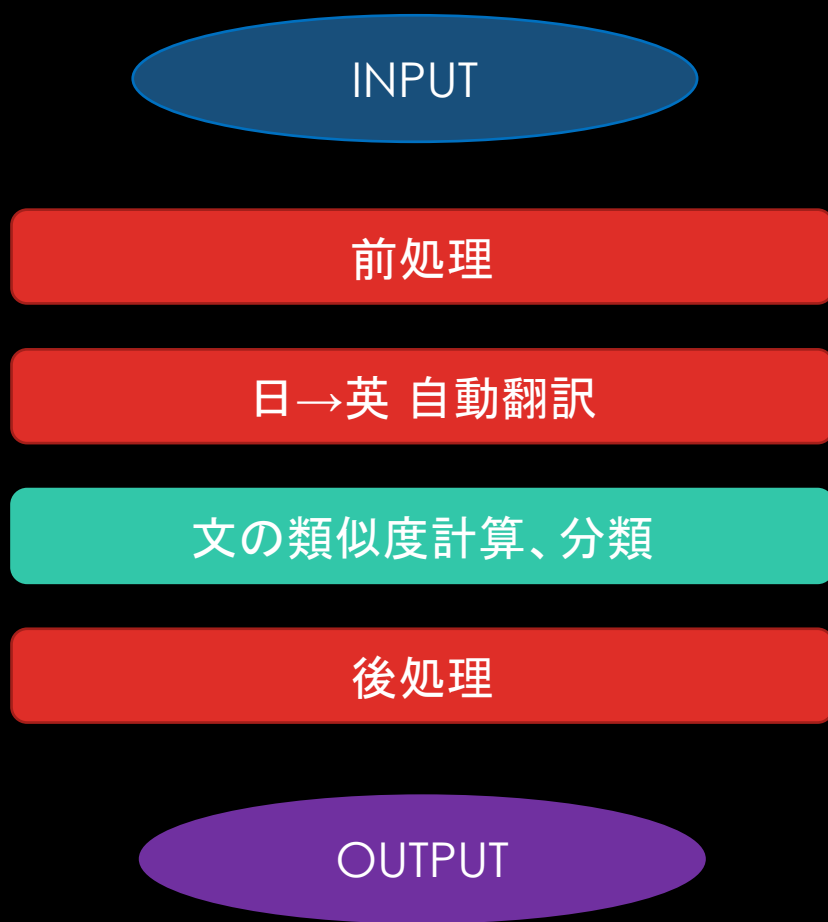 INPUT
前処理
日→英 自動翻訳
文の類似度計算、分類
後処理
OUTPUT